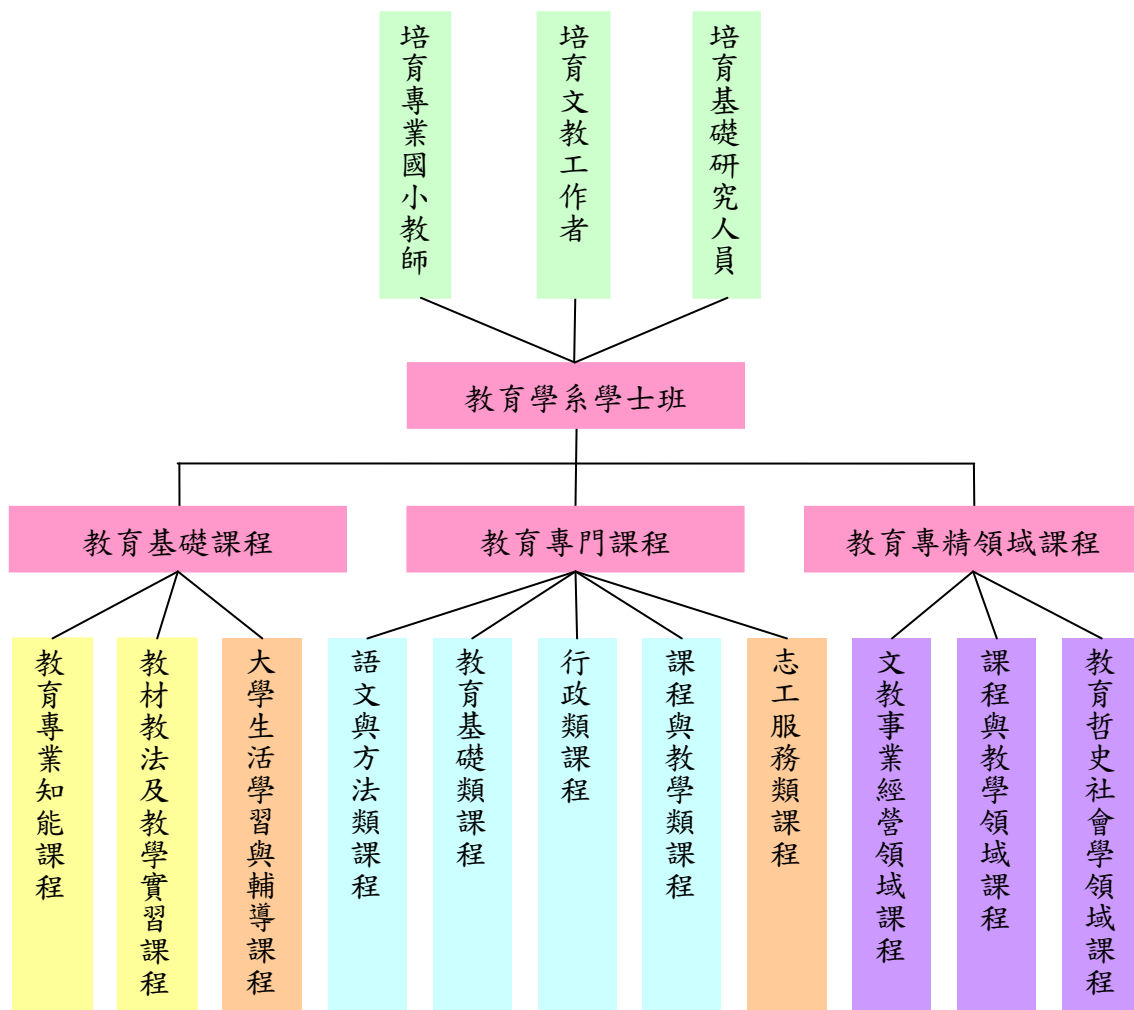 培育專業國小教師
培育文教工作者
培育基礎研究人員
教育學系學士班
教育基礎課程
教育專門課程
教育專精領域課程
教育專業知能課程
教材教法及教學實習課程
大學生活學習與輔導課程
語文與方法類課程
教育基礎類課程
行政類課程
課程與教學類課程
志工服務類課程
文教事業經營領域課程
課程與教學領域課程
教育哲史社會學領域課程